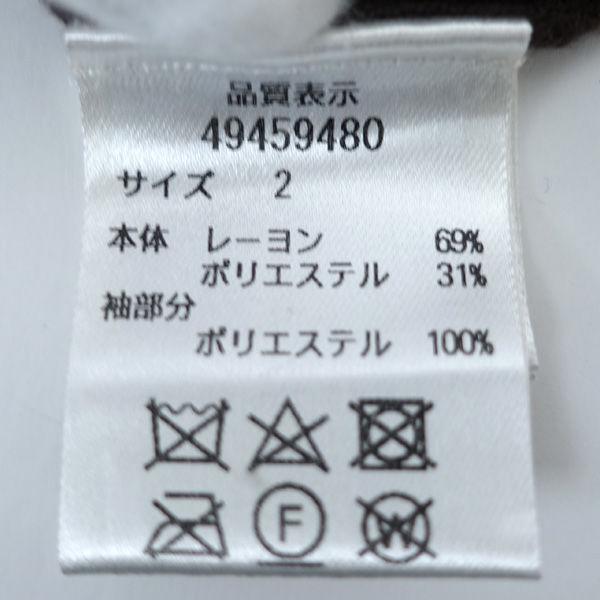 品質表示
49459480
サイズ 2
本体 レーヨン 69%
ポリエステル 31%
袖部分
ポリエステル 100%
F
W